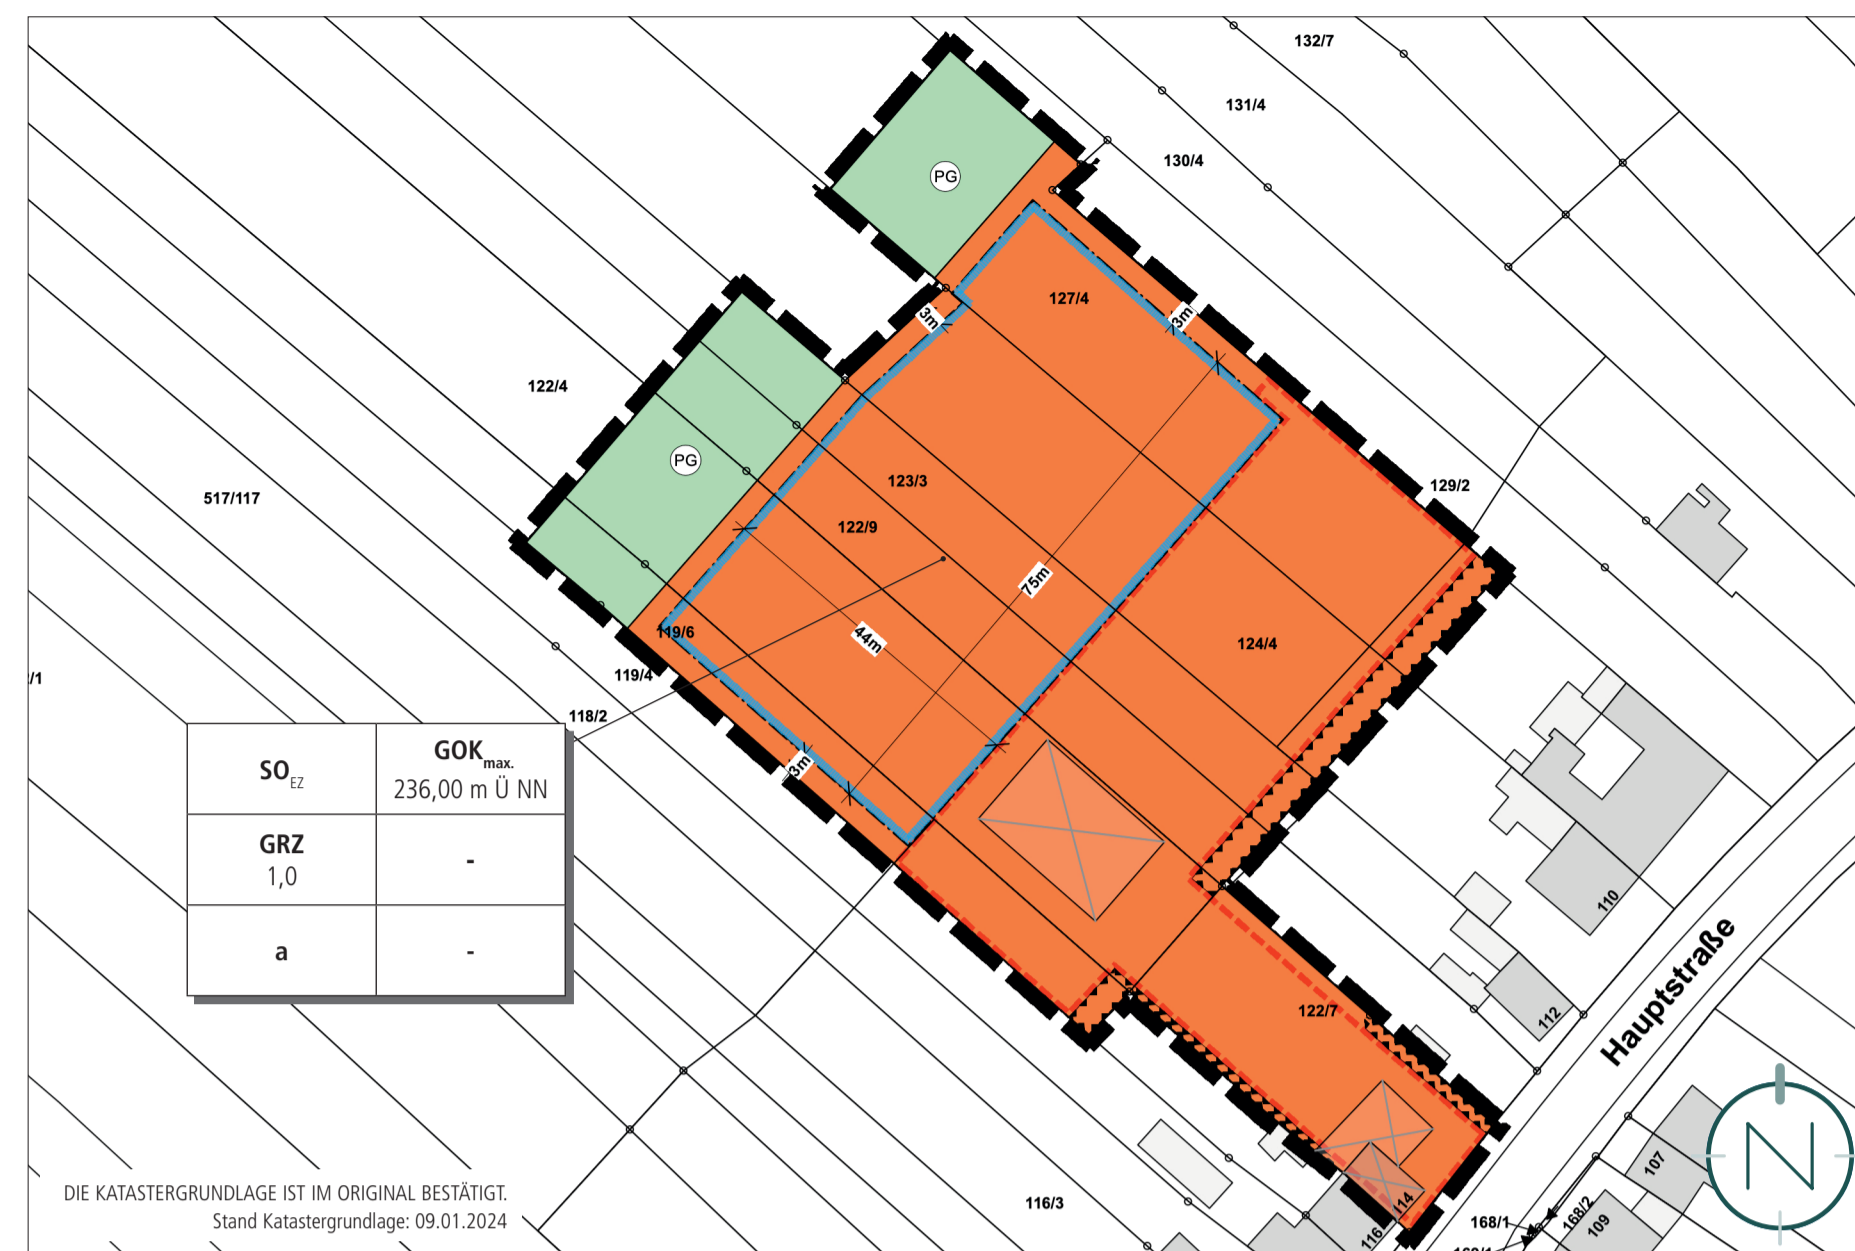 132/7
131/4
130/4
PG
127/4
3m
3m
122/4
PG
123/3
129/2
517/117
122/9
75m
119/6
44m
124/4
119/4
/1
118/2
SO EZ
GOK max.
236,00 m Ü NN
3m
GRZ
1,0
-
a
-
110
Hauptstraße
122/7
112
DIE KATASTERGRUNDLAGE IST IM ORIGINAL BESTÄTIGT.
Stand Katastergrundlage: 09.01.2024
116/3
114
116
107
168/1
168/2
109
N